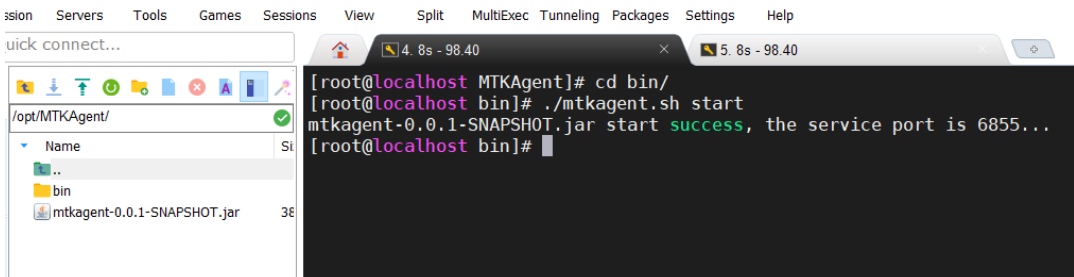 ssion Servers Tools Games Sessions View Split MultiExec Tunneling Packages Settings Help
uick connect...
4. 8s - 98.40
5. 8s - 98.40
/opt/MTKAgent/
Name Si
..
bin
mtkagent-0.0.1-SNAPSHOT.jar 38
[root@localhost MTKAgent]# cd bin/
[root@localhost bin]# ./mtkagent.sh start
mtkagent-0.0.1-SNAPSHOT.jar start success, the service port is 6855...
[root@localhost bin]#